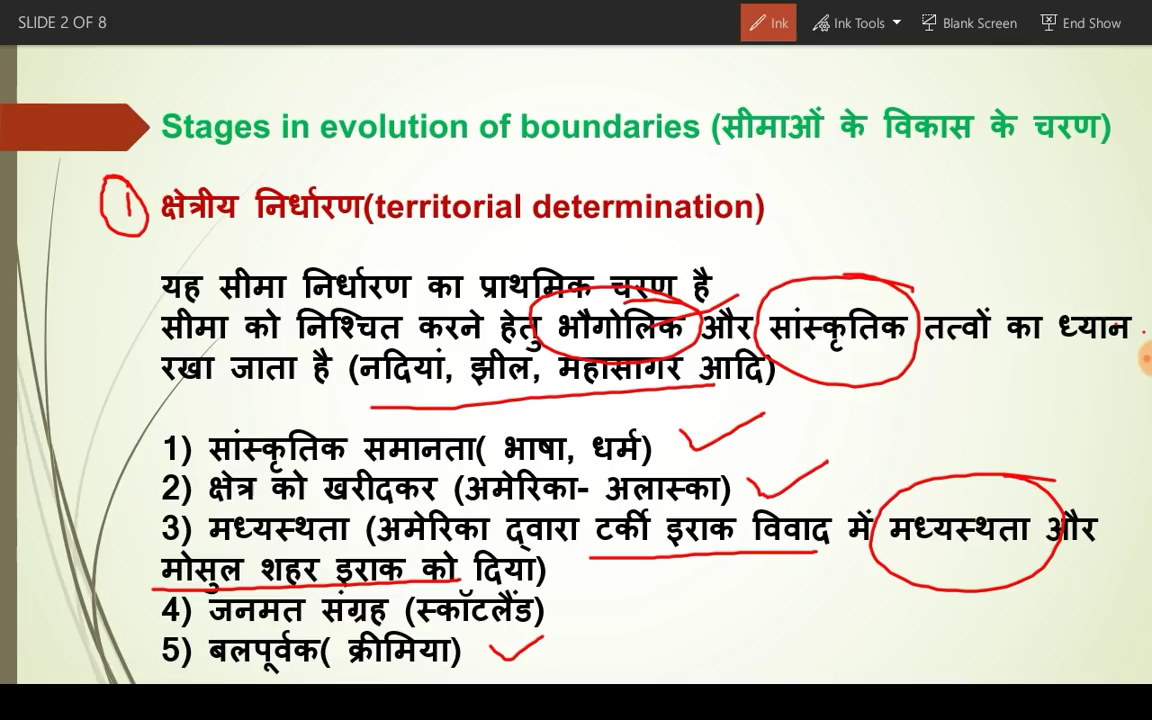 SLIDE 2 OF 8
Ink Ink Tools Blank Screen End Show
Stages in evolution of boundaries (सीमाओं के विकास के चरण)
1 क्षेत्रीय निर्धारण(territorial determination)
यह सीमा निर्धारण का प्राथमिक चरण है
सीमा को निश्चित करने हेतु भौगोलिक और सांस्कृतिक तत्वों का ध्यान
रखा जाता है (नदियां, झील, महासागर आदि)
1) सांस्कृतिक समानता( भाषा, धर्म)
2) क्षेत्र को खरीदकर (अमेरिका- अलास्का)
3) मध्यस्थता (अमेरिका द्वारा टर्की इराक विवाद में मध्यस्थता और
मोसुल शहर इराक को दिया)
4) जनमत संग्रह (स्कॉटलैंड)
5) बलपूर्वक( क्रीमिया)